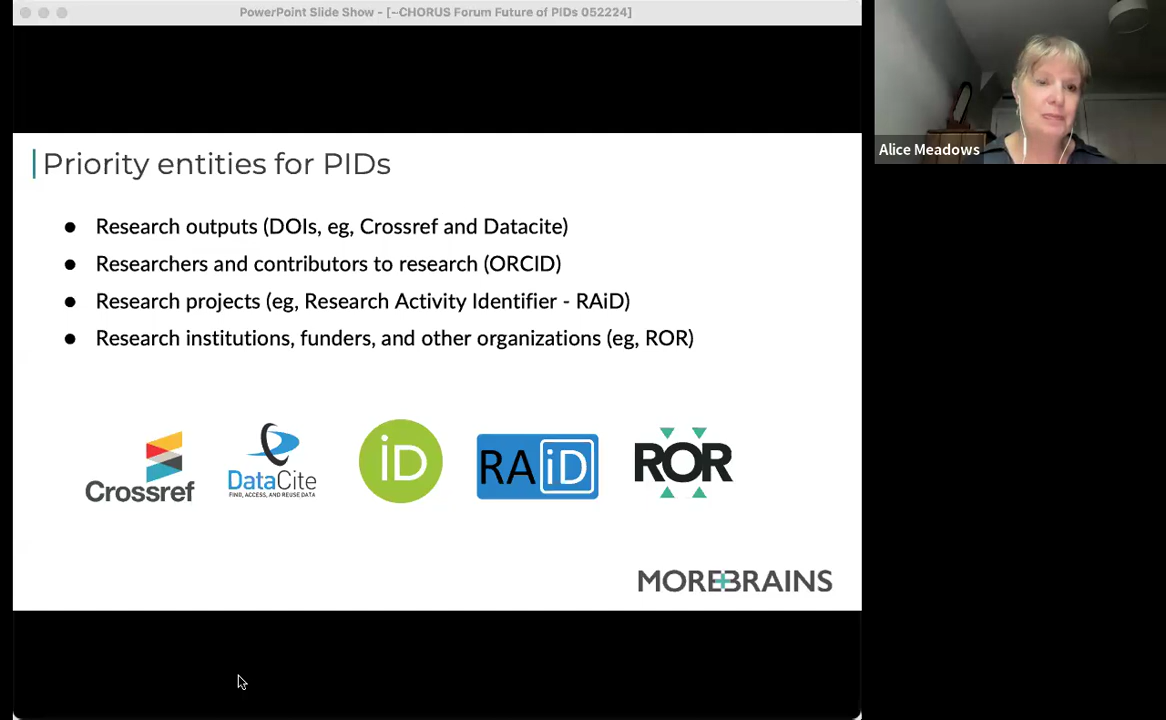 PowerPoint Slide Show - [~CHORUS Forum Future of PIDs 052224]
Alice Meadows
Priority entities for PIDs
● Research outputs (DOIs, eg, Crossref and Datacite)
● Researchers and contributors to research (ORCID)
● Research projects (eg, Research Activity Identifier - RAiD)
● Research institutions, funders, and other organizations (eg, ROR)
Crossref
DataCite
FIND, ACCESS, AND REUSE DATA
iD
RAiD
ROR
MORE+BRAINS